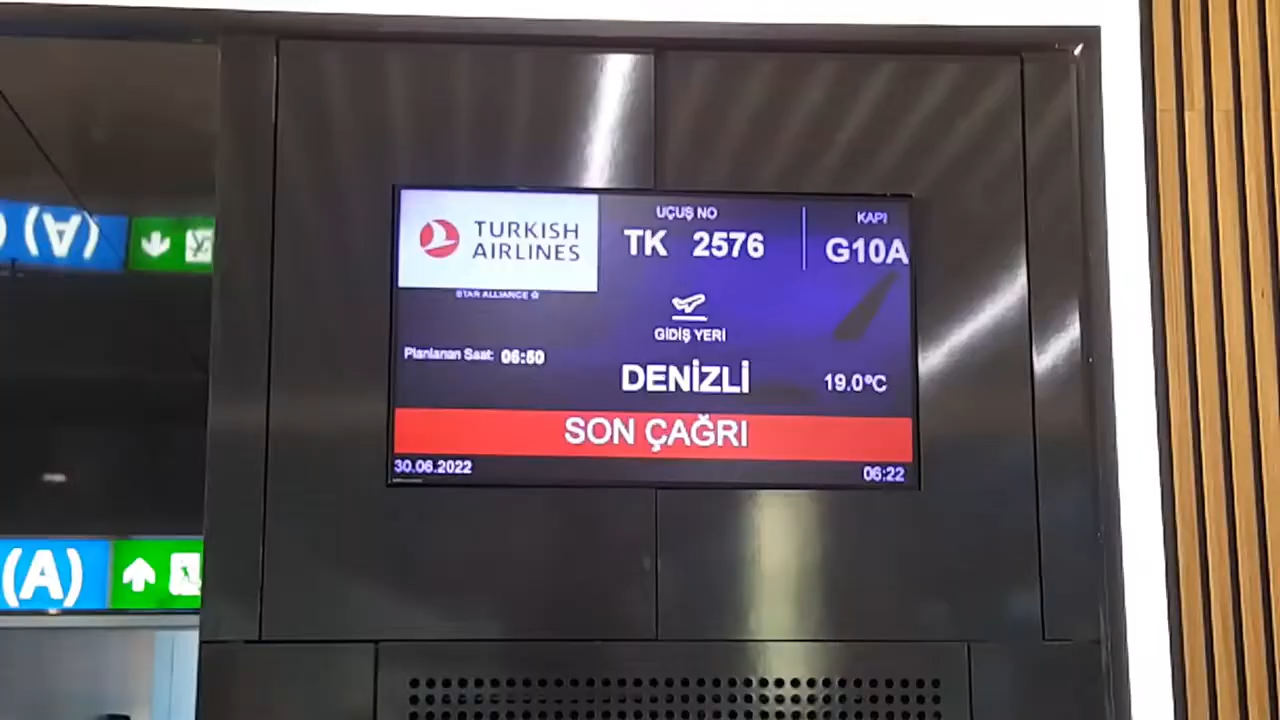 TURKISH
AIRLINES
STAR ALLIANCE
UÇUŞ NO
TK 2576
KAPI
G10A
GİDİŞ YERİ
Planlanan Saat: 06:50
DENİZLİ
19.0°C
SON ÇAĞRI
30.06.2022
06:22
(A)
(A)